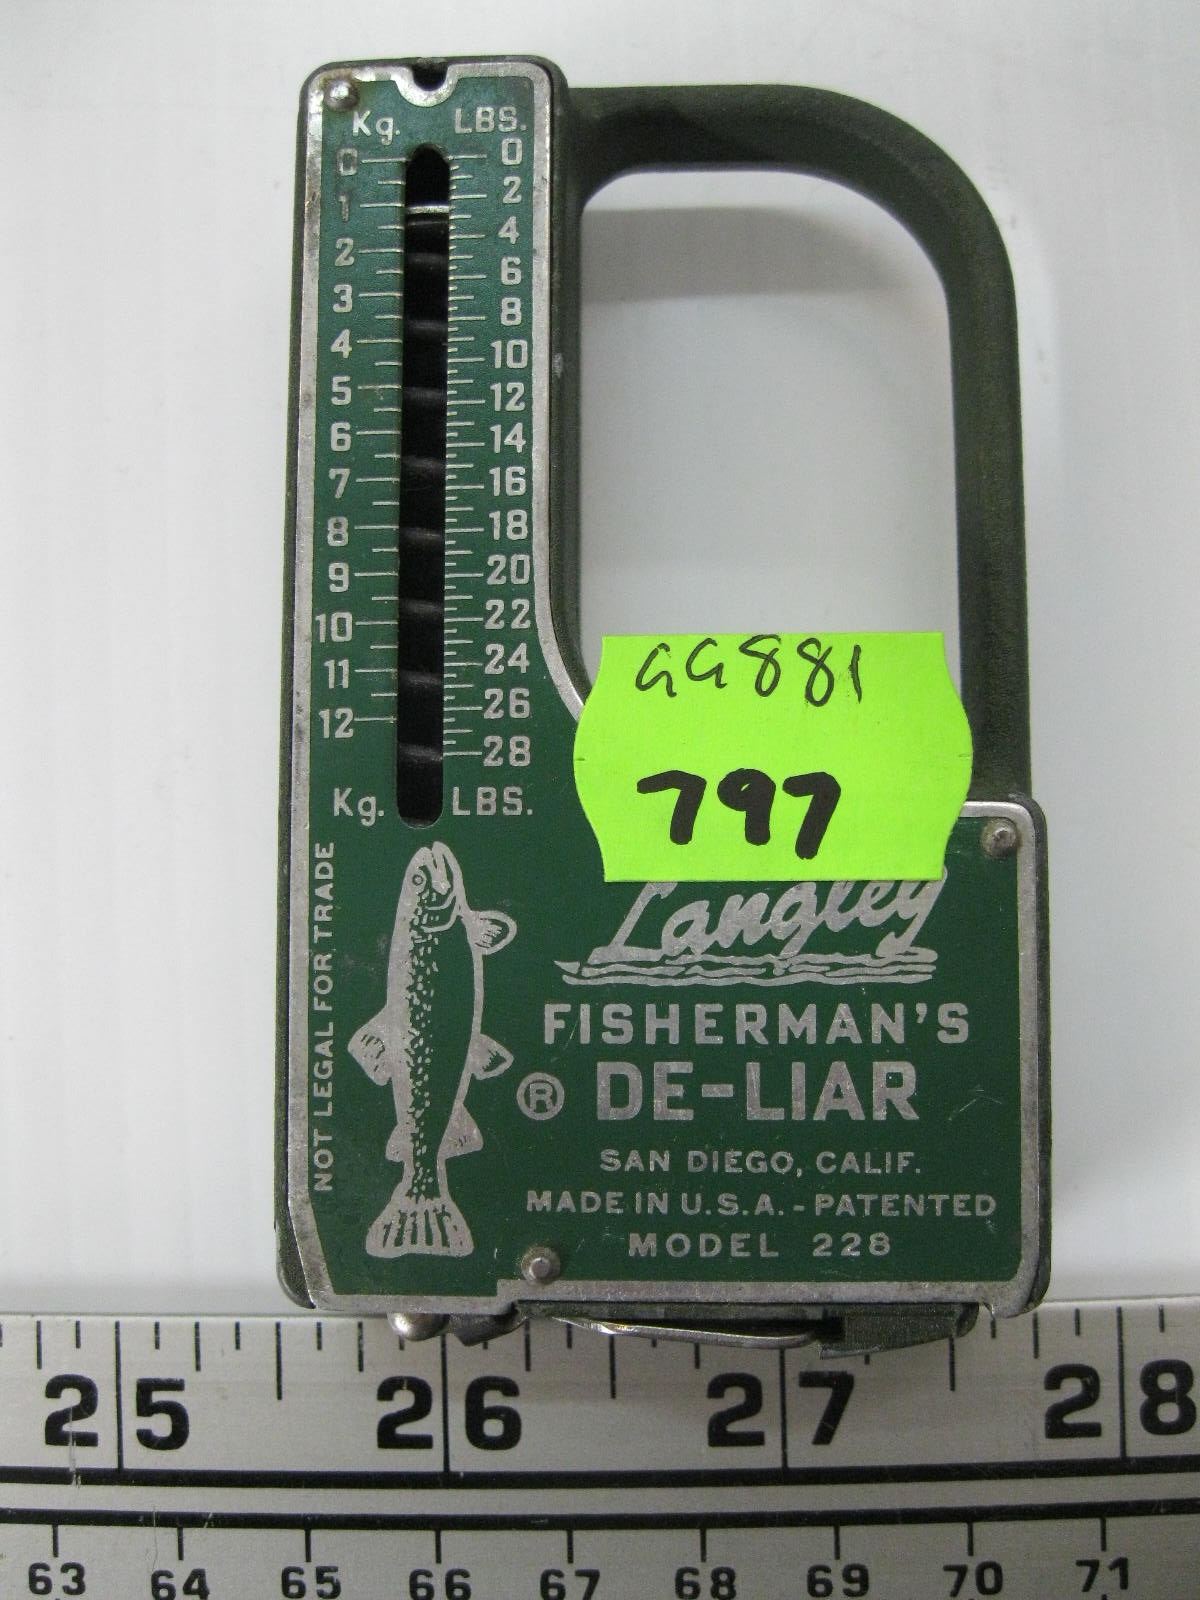 Kg. LBS.
0 0
1 2
2 4
3 6
4 8
5 10
6 12
7 14
8 16
9 18
10 20
11 22
12 24
26
28
Kg. LBS.
NOT LEGAL FOR TRADE
GG881
797
Langley
FISHERMAN'S
® DE-LIAR
SAN DIEGO, CALIF.
MADE IN U.S.A. - PATENTED
MODEL 228
25 26 27 28
63 64 65 66 67 68 69 70 71